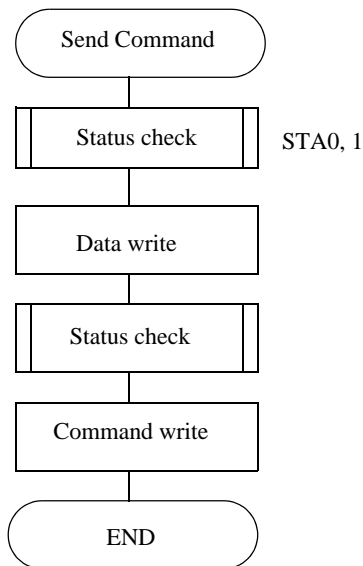 Send Command
Status check
STA0, 1
Data write
Status check
Command write
END